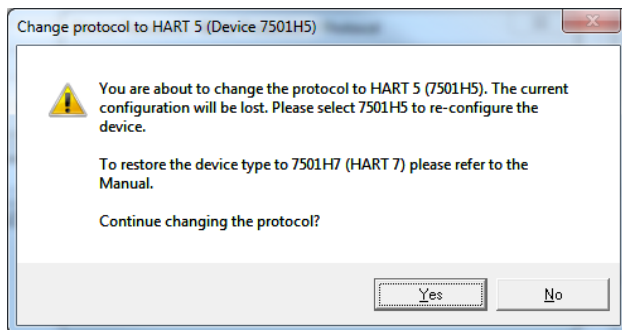 Change protocol to HART 5 (Device 7501H5)
You are about to change the protocol to HART 5 (7501H5). The current
configuration will be lost. Please select 7501H5 to re-configure the
device.
To restore the device type to 7501H7 (HART 7) please refer to the
Manual.
Continue changing the protocol?
Yes
No